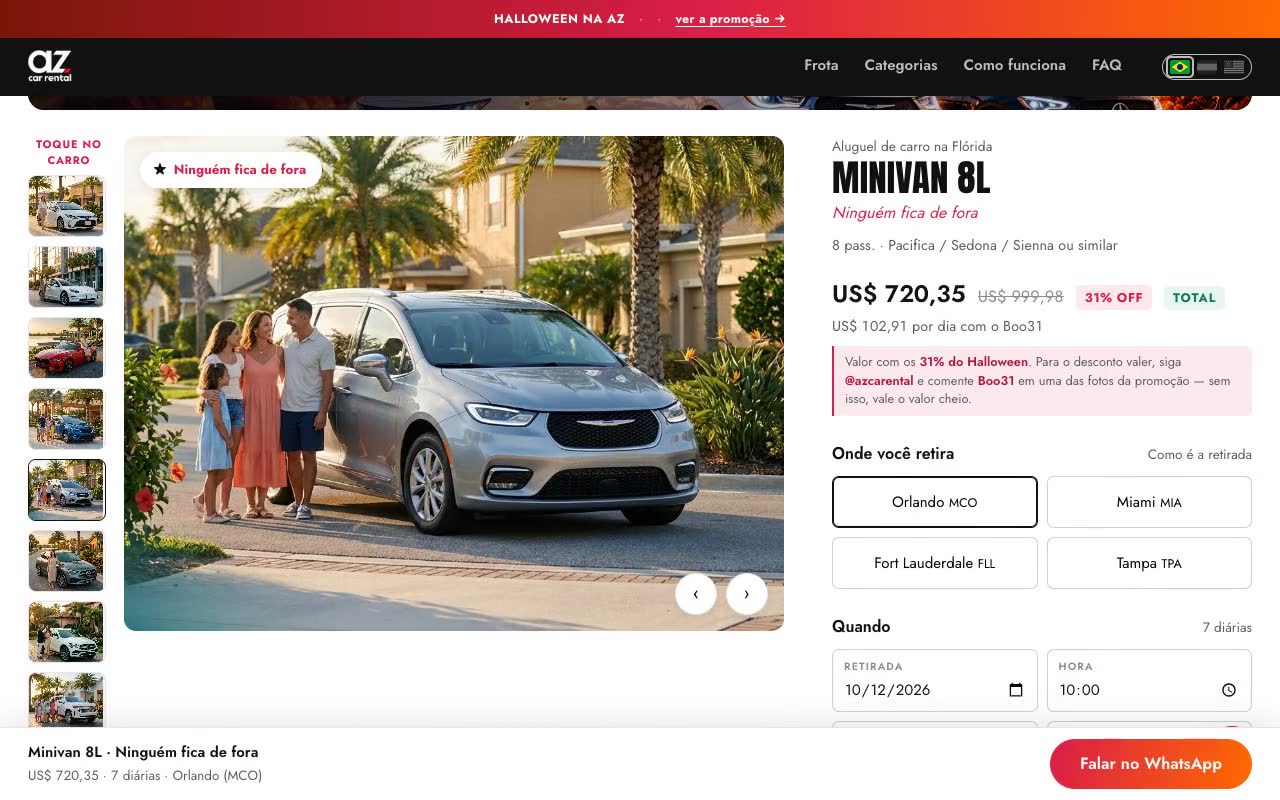 HALLOWEEN NA AZ · · ver a promoção →
az
car rental
Frota Categorias Como funciona FAQ
TOQUE NO
CARRO
★ Ninguém fica de fora
Aluguel de carro na Flórida
MINIVAN 8L
Ninguém fica de fora
8 pass. · Pacifica / Sedona / Sienna ou similar
US$ 720,35 US$ 999,98 31% OFF TOTAL
US$ 102,91 por dia com o Boo31
Valor com os 31% do Halloween. Para o desconto valer, siga
@azcarental e comente Boo31 em uma das fotos da promoção — sem
isso, vale o valor cheio.
Onde você retira Como é a retirada
Orlando MCO Miami MIA
Fort Lauderdale FLL Tampa TPA
Quando 7 diárias
RETIRADA HORA
10/12/2026 10:00
‹ ›
Minivan 8L · Ninguém fica de fora
US$ 720,35 · 7 diárias · Orlando (MCO)
Falar no WhatsApp